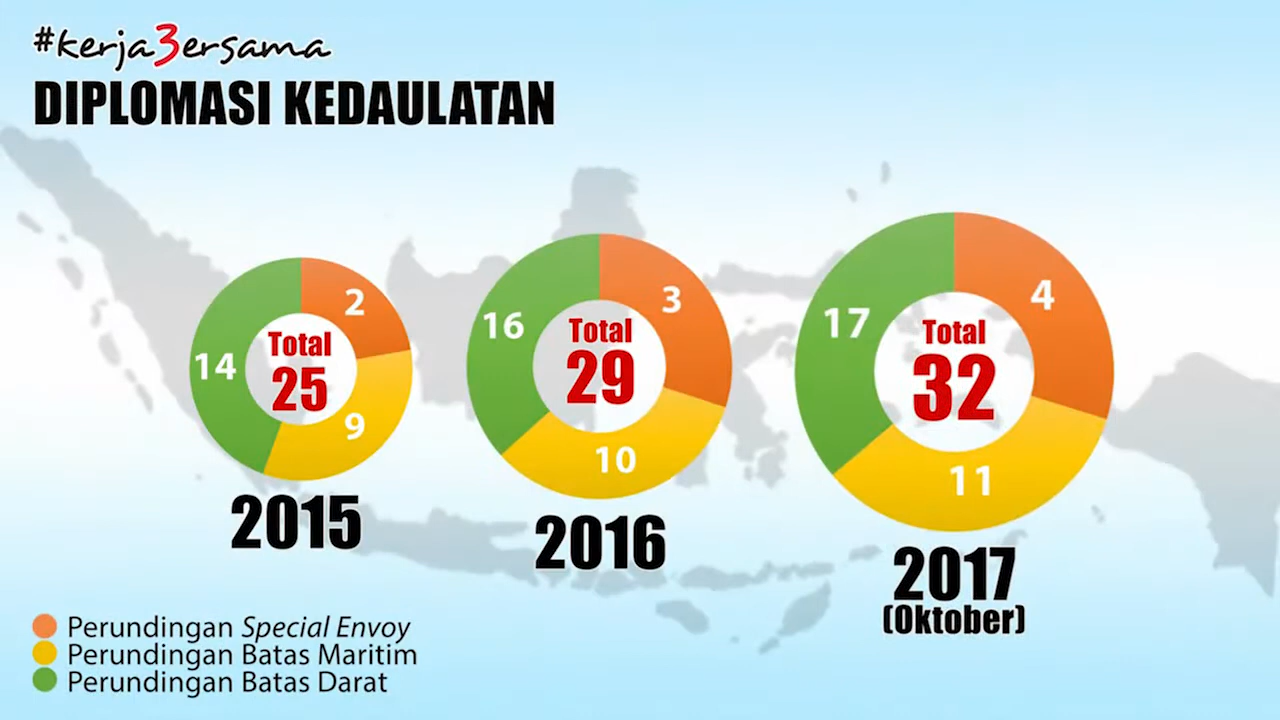 #kerja3ersama
DIPLOMASI KEDAULATAN
2
14
Total
25
9
2015
3
16
Total
29
10
2016
4
17
Total
32
11
2017
(Oktober)
Perundingan Special Envoy
Perundingan Batas Maritim
Perundingan Batas Darat